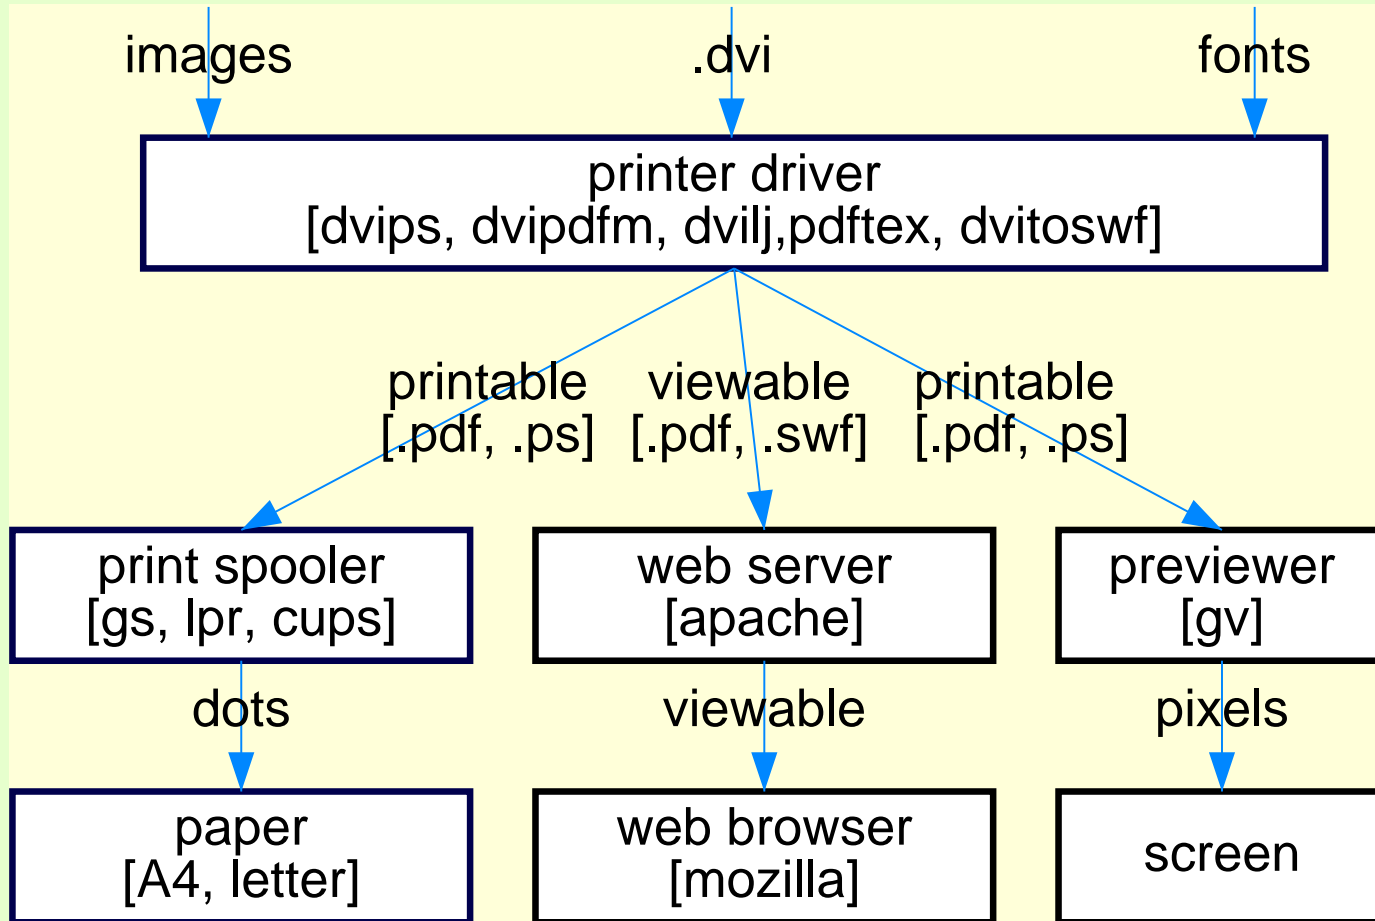 images
.dvi
fonts
printer driver
[dvips, dvipdfm, dvilj,pdftex, dvitoswf]
printable
[.pdf, .ps]
viewable
[.pdf, .swf]
printable
[.pdf, .ps]
print spooler
[gs, lpr, cups]
web server
[apache]
previewer
[gv]
dots
viewable
pixels
paper
[A4, letter]
web browser
[mozilla]
screen